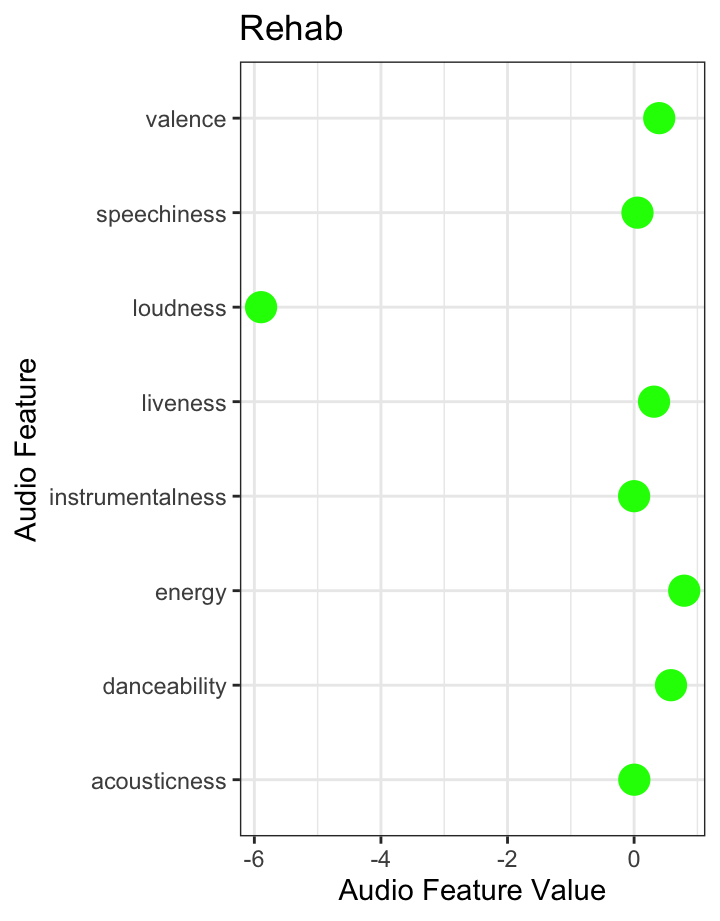 Rehab
Audio Feature
valence
speechiness
loudness
liveness
instrumentalness
energy
danceability
acousticness
-6 -4 -2 0
Audio Feature Value